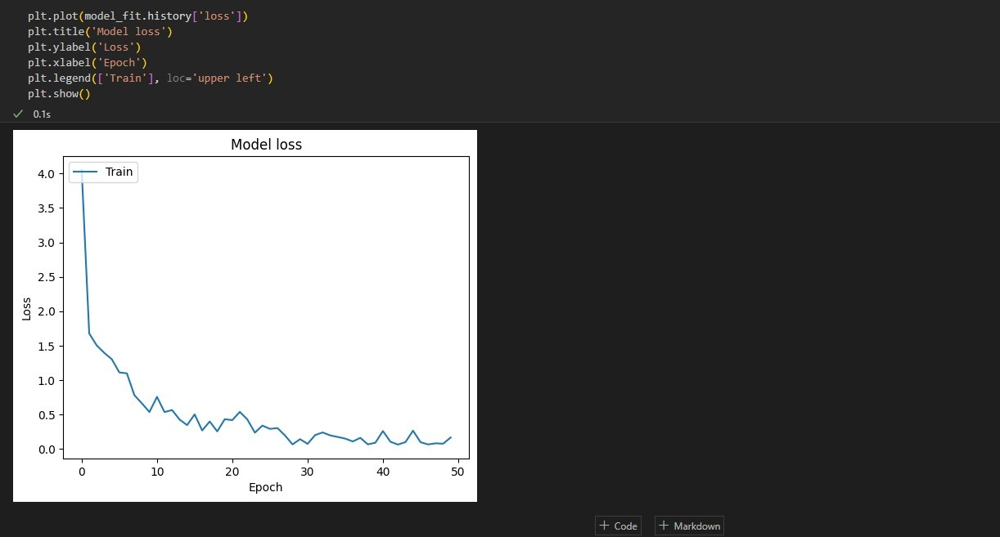 plt.plot(model_fit.history['loss'])
plt.title('Model loss')
plt.ylabel('Loss')
plt.xlabel('Epoch')
plt.legend(['Train'], loc='upper left')
plt.show()
0.1s
Model loss
Train
4.0
3.5
3.0
2.5
2.0
1.5
1.0
0.5
0.0
Loss
0 10 20 30 40 50
Epoch
+ Code + Markdown